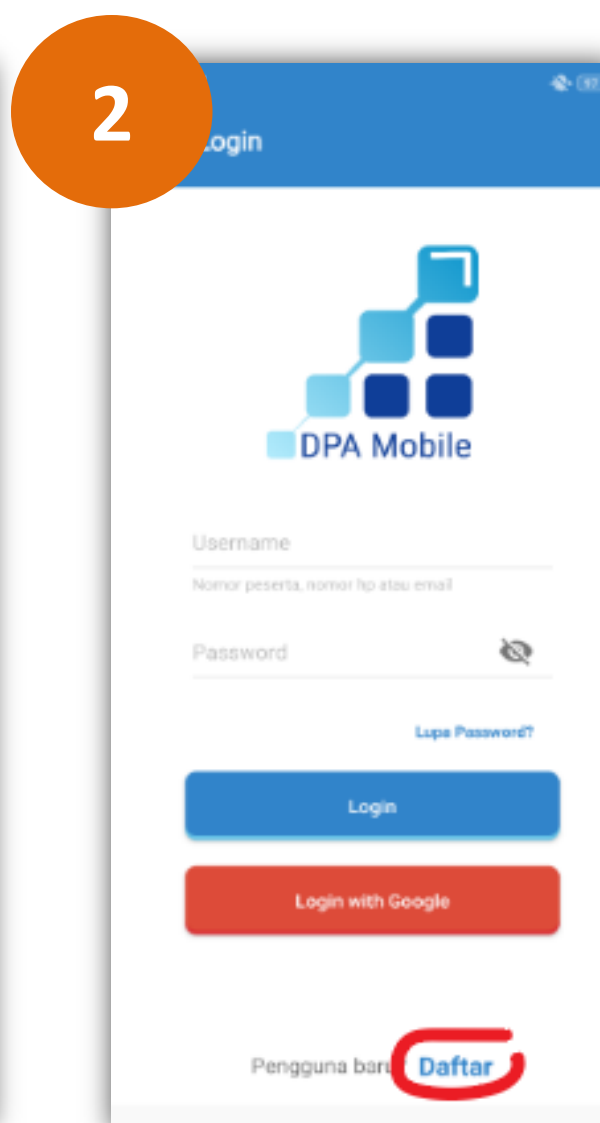 2
Login
97
DPA Mobile
Username
Nomor peserta, nomor hp atau email
Password
Lupa Password?
Login
Login with Google
Pengguna baru Daftar